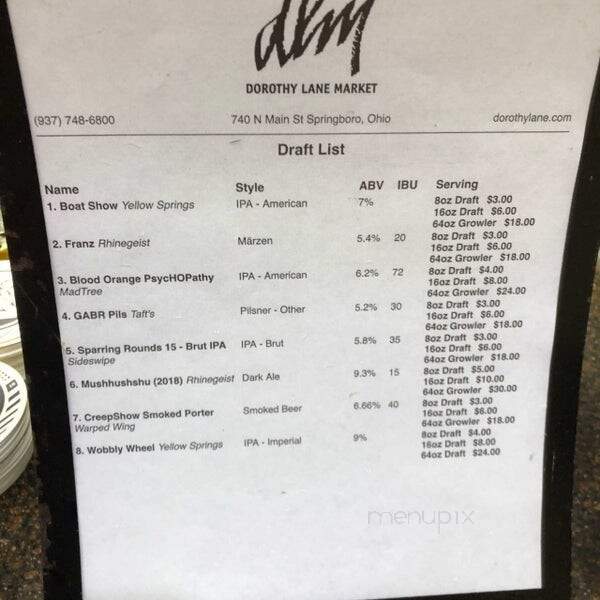 dlm
DOROTHY LANE MARKET
(937) 748-6800 740 N Main St Springboro, Ohio dorothylane.com
Draft List
Name Style ABV IBU Serving
1. Boat Show Yellow Springs IPA - American 7% 8oz Draft $3.00
16oz Draft $6.00
64oz Growler $18.00
2. Franz Rhinegeist Märzen 5.4% 20 8oz Draft $3.00
16oz Draft $6.00
64oz Growler $18.00
3. Blood Orange PsycHOPathy IPA - American 6.2% 72 8oz Draft $4.00
MadTree 16oz Draft $8.00
64oz Growler $24.00
4. GABR Pils Taft's Pilsner - Other 5.2% 30 8oz Draft $3.00
16oz Draft $6.00
64oz Growler $18.00
5. Sparring Rounds 15 - Brut IPA IPA - Brut 5.8% 35 8oz Draft $3.00
Sideswipe 16oz Draft $6.00
64oz Growler $18.00
6. Mushhushshu (2018) Rhinegeist Dark Ale 9.3% 15 8oz Draft $5.00
16oz Draft $10.00
64oz Growler $30.00
7. CreepShow Smoked Porter Smoked Beer 6.66% 40 8oz Draft $3.00
Warped Wing 16oz Draft $6.00
64oz Growler $18.00
8. Wobbly Wheel Yellow Springs IPA - Imperial 9% 8oz Draft $4.00
16oz Draft $8.00
64oz Draft $24.00
menupix